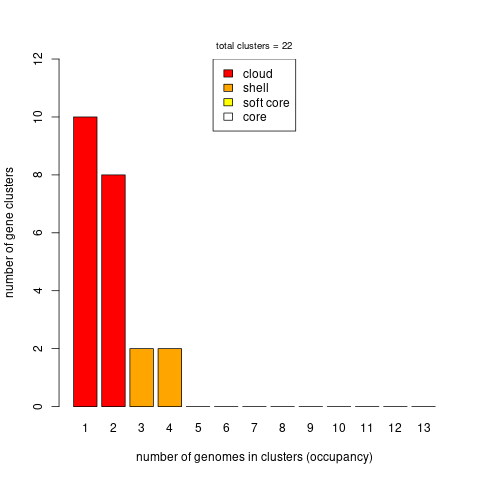 total clusters = 22
cloud
shell
soft core
core
12
10
8
6
4
2
0
number of gene clusters
1 2 3 4 5 6 7 8 9 10 11 12 13
number of genomes in clusters (occupancy)